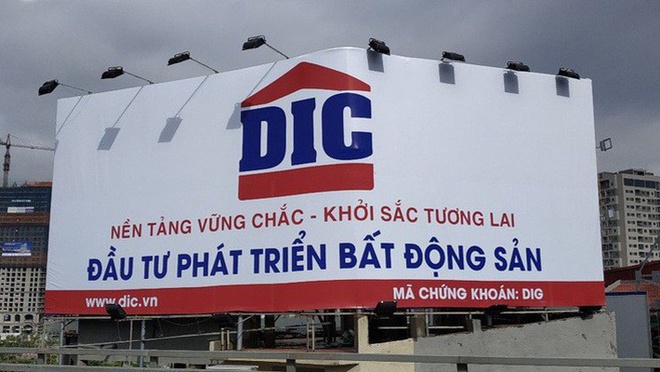 DIC
NỀN TẢNG VỮNG CHẮC - KHỞI SẮC TƯƠNG LAI
ĐẦU TƯ PHÁT TRIỂN BẤT ĐỘNG SẢN
www.dic.vn MÃ CHỨNG KHOÁN: DIG